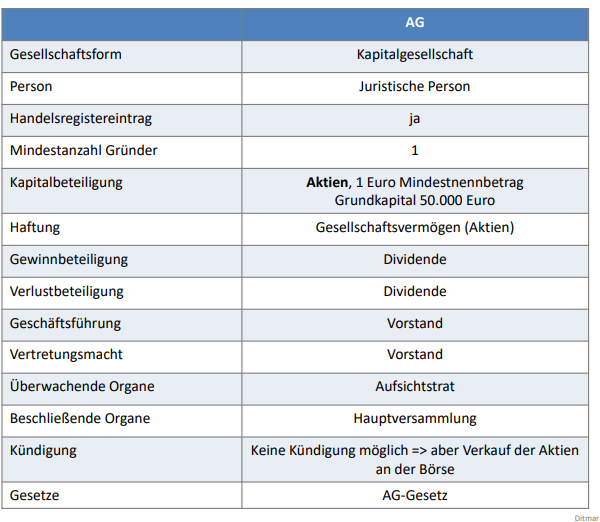 AG
Gesellschaftsform Kapitalgesellschaft
Person Juristische Person
Handelsregistereintrag ja
Mindestanzahl Gründer 1
Kapitalbeteiligung Aktien, 1 Euro Mindestnennbetrag
Grundkapital 50.000 Euro
Haftung Gesellschaftsvermögen (Aktien)
Gewinnbeteiligung Dividende
Verlustbeteiligung Dividende
Geschäftsführung Vorstand
Vertretungsmacht Vorstand
Überwachende Organe Aufsichtstrat
Beschließende Organe Hauptversammlung
Kündigung Keine Kündigung möglich => aber Verkauf der Aktien
an der Börse
Gesetze AG-Gesetz
Ditmar